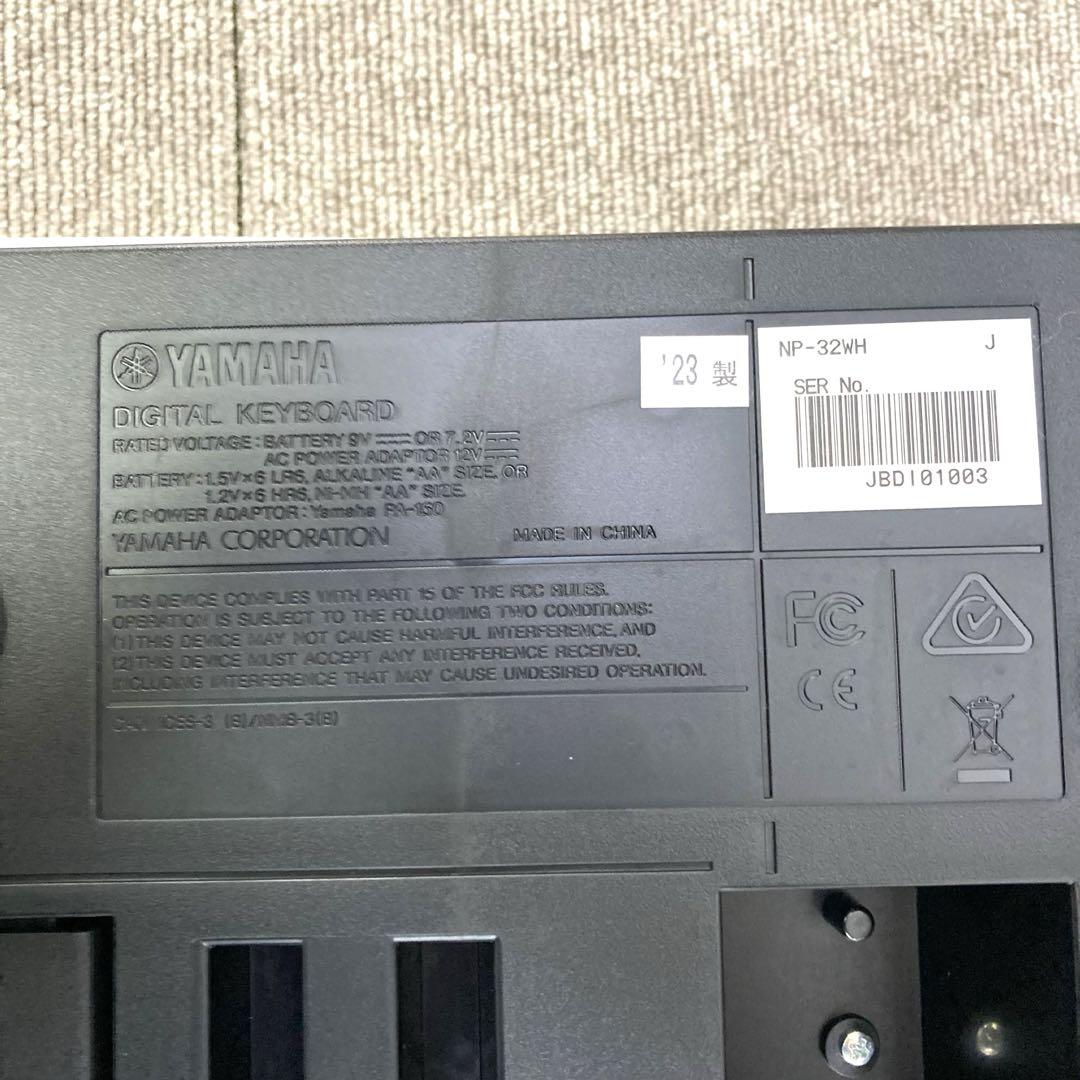 YAMAHA
DIGITAL KEYBOARD
RATED VOLTAGE : BATTERY 9V ⎓ OR 7.2V ⎓
AC POWER ADAPTOR 12V ⎓
BATTERY : 1.5V×6 LR6, ALKALINE "AA" SIZE, OR
1.2V×6 HR6, Ni-MH "AA" SIZE.
AC POWER ADAPTOR : Yamaha PA-150
YAMAHA CORPORATION
MADE IN CHINA
'23 製
NP-32WH J
SER No.
JBDI01003
THIS DEVICE COMPLIES WITH PART 15 OF THE FCC RULES.
OPERATION IS SUBJECT TO THE FOLLOWING TWO CONDITIONS:
(1) THIS DEVICE MAY NOT CAUSE HARMFUL INTERFERENCE, AND
(2) THIS DEVICE MUST ACCEPT ANY INTERFERENCE RECEIVED,
INCLUDING INTERFERENCE THAT MAY CAUSE UNDESIRED OPERATION.
CAN ICES-3 (B)/NMB-3(B)
FC
CE